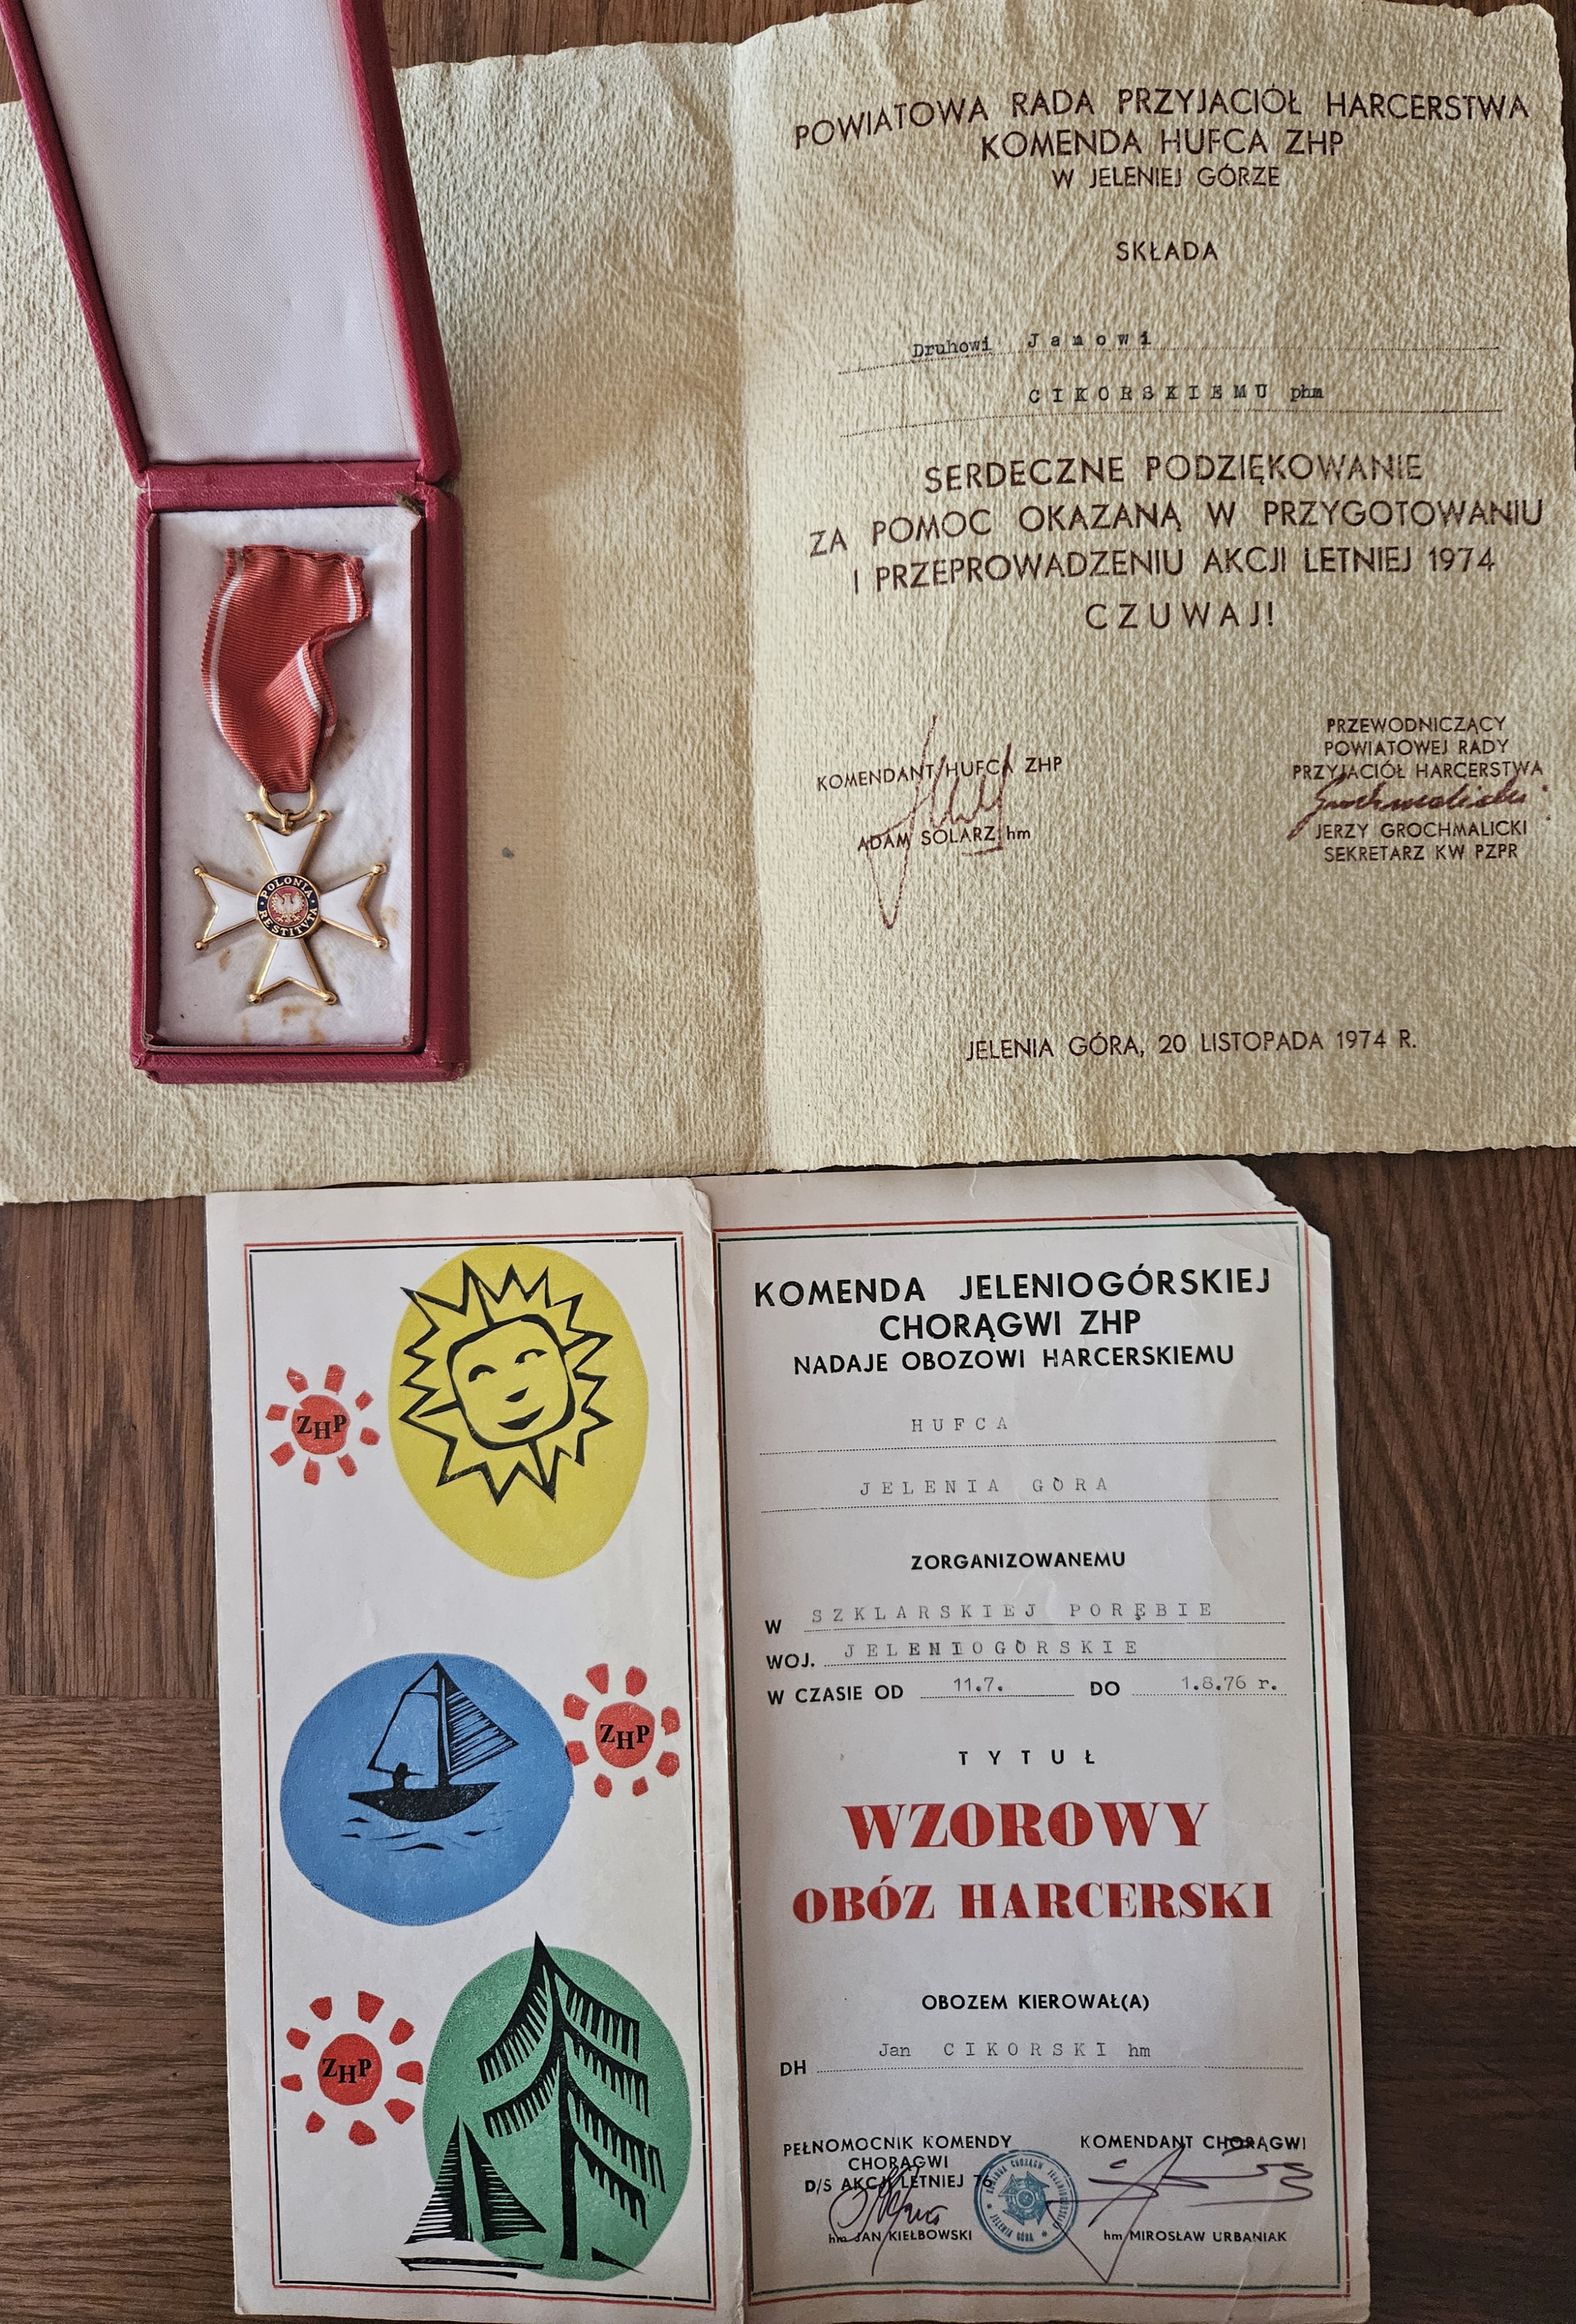 POWIATOWA RADA PRZYJACIÓŁ HARCERSTWA
KOMENDA HUFCA ZHP
W JELENIEJ GÓRZE
SKŁADA
Druhowi Janowi
CIKORSKIEMU phm
SERDECZNE PODZIĘKOWANIE
ZA POMOC OKAZANĄ W PRZYGOTOWANIU
I PRZEPROWADZENIU AKCJI LETNIEJ 1974
CZUWAJ!
KOMENDANT HUFCA ZHP
ADAM SOLARZ hm
PRZEWODNICZĄCY
POWIATOWEJ RADY
PRZYJACIÓŁ HARCERSTWA
JERZY GROCHMALICKI
SEKRETARZ KW PZPR
JELENIA GÓRA, 20 LISTOPADA 1974 R.
POLONIA
RESTITVTA
ZHP
ZHP
ZHP
KOMENDA JELENIOGÓRSKIEJ
CHORĄGWI ZHP
NADAJE OBOZOWI HARCERSKIEMU
HUFCA
JELENIA GÓRA
ZORGANIZOWANEMU
W SZKLARSKIEJ PORĘBIE
WOJ. JELENIOGÓRSKIE
W CZASIE OD 11.7. DO 1.8.76 r.
TYTUŁ
WZOROWY
OBÓZ HARCERSKI
OBOZEM KIEROWAŁ(A)
DH Jan CIKORSKI hm
PEŁNOMOCNIK KOMENDY
CHORĄGWI
D/S AKCJI LETNIEJ 76
hm JAN KIEŁBOWSKI
KOMENDANT CHORĄGWI
hm MIROSŁAW URBANIAK